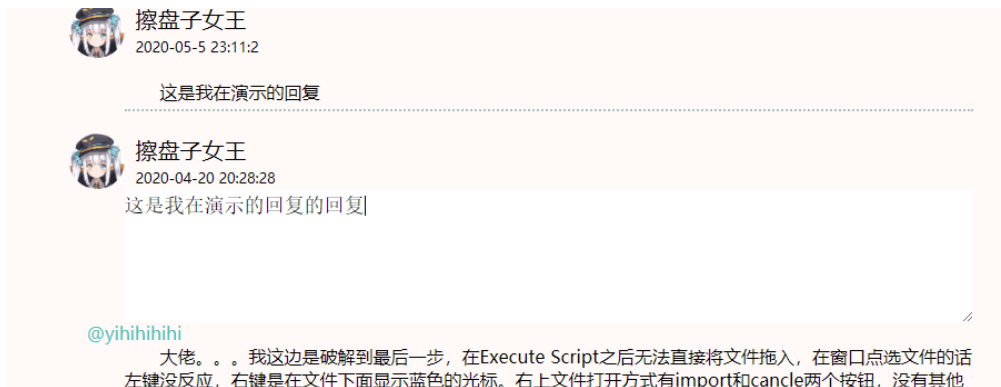 擦盘子女王
2020-05-5 23:11:2
这是我在演示的回复
擦盘子女王
2020-04-20 20:28:28
这是我在演示的回复的回复
@yihihihihi
大佬。。。我这边是破解到最后一步，在Execute Script之后无法直接将文件拖入，在窗口点选文件的话
左键没反应，右键是在文件下面显示蓝色的光标。右上文件打开方式有import和cancle两个按钮，没有其他